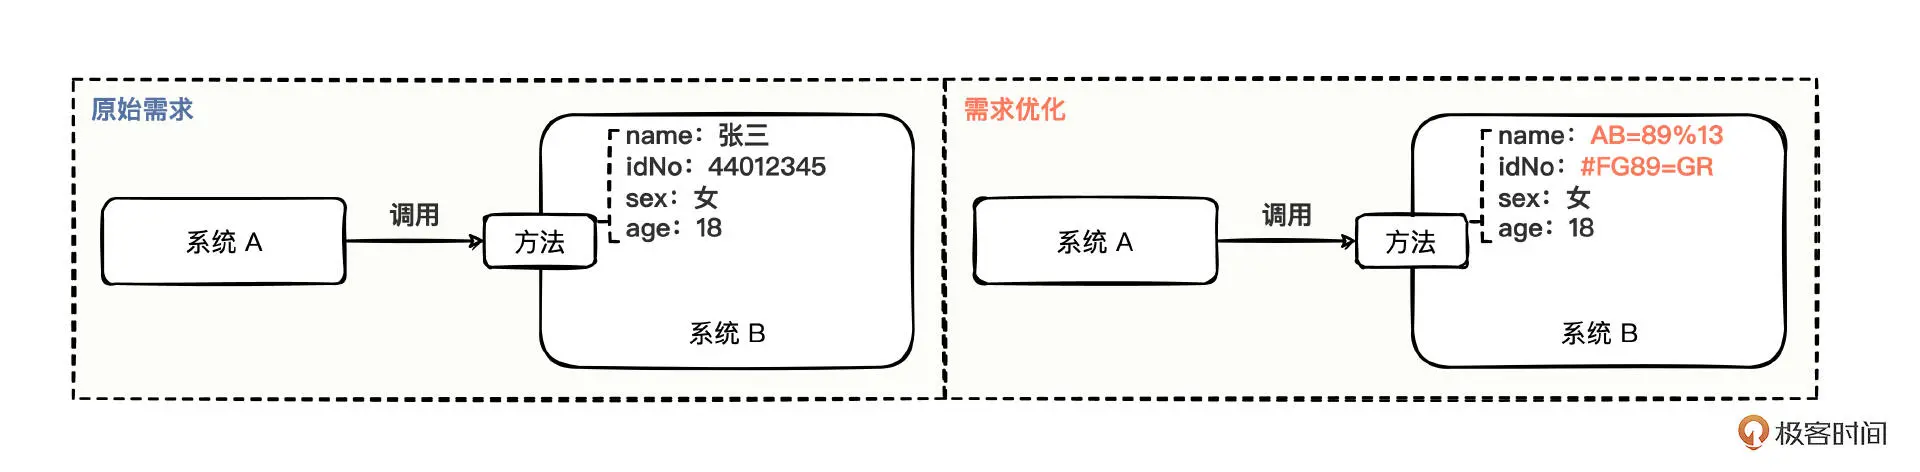 原始需求
name：张三
idNo：44012345
sex：女
age：18
系统 A
调用
方法
系统 B
需求优化
name：AB=89%13
idNo：#FG89=GR
sex：女
age：18
系统 A
调用
方法
系统 B
极客时间